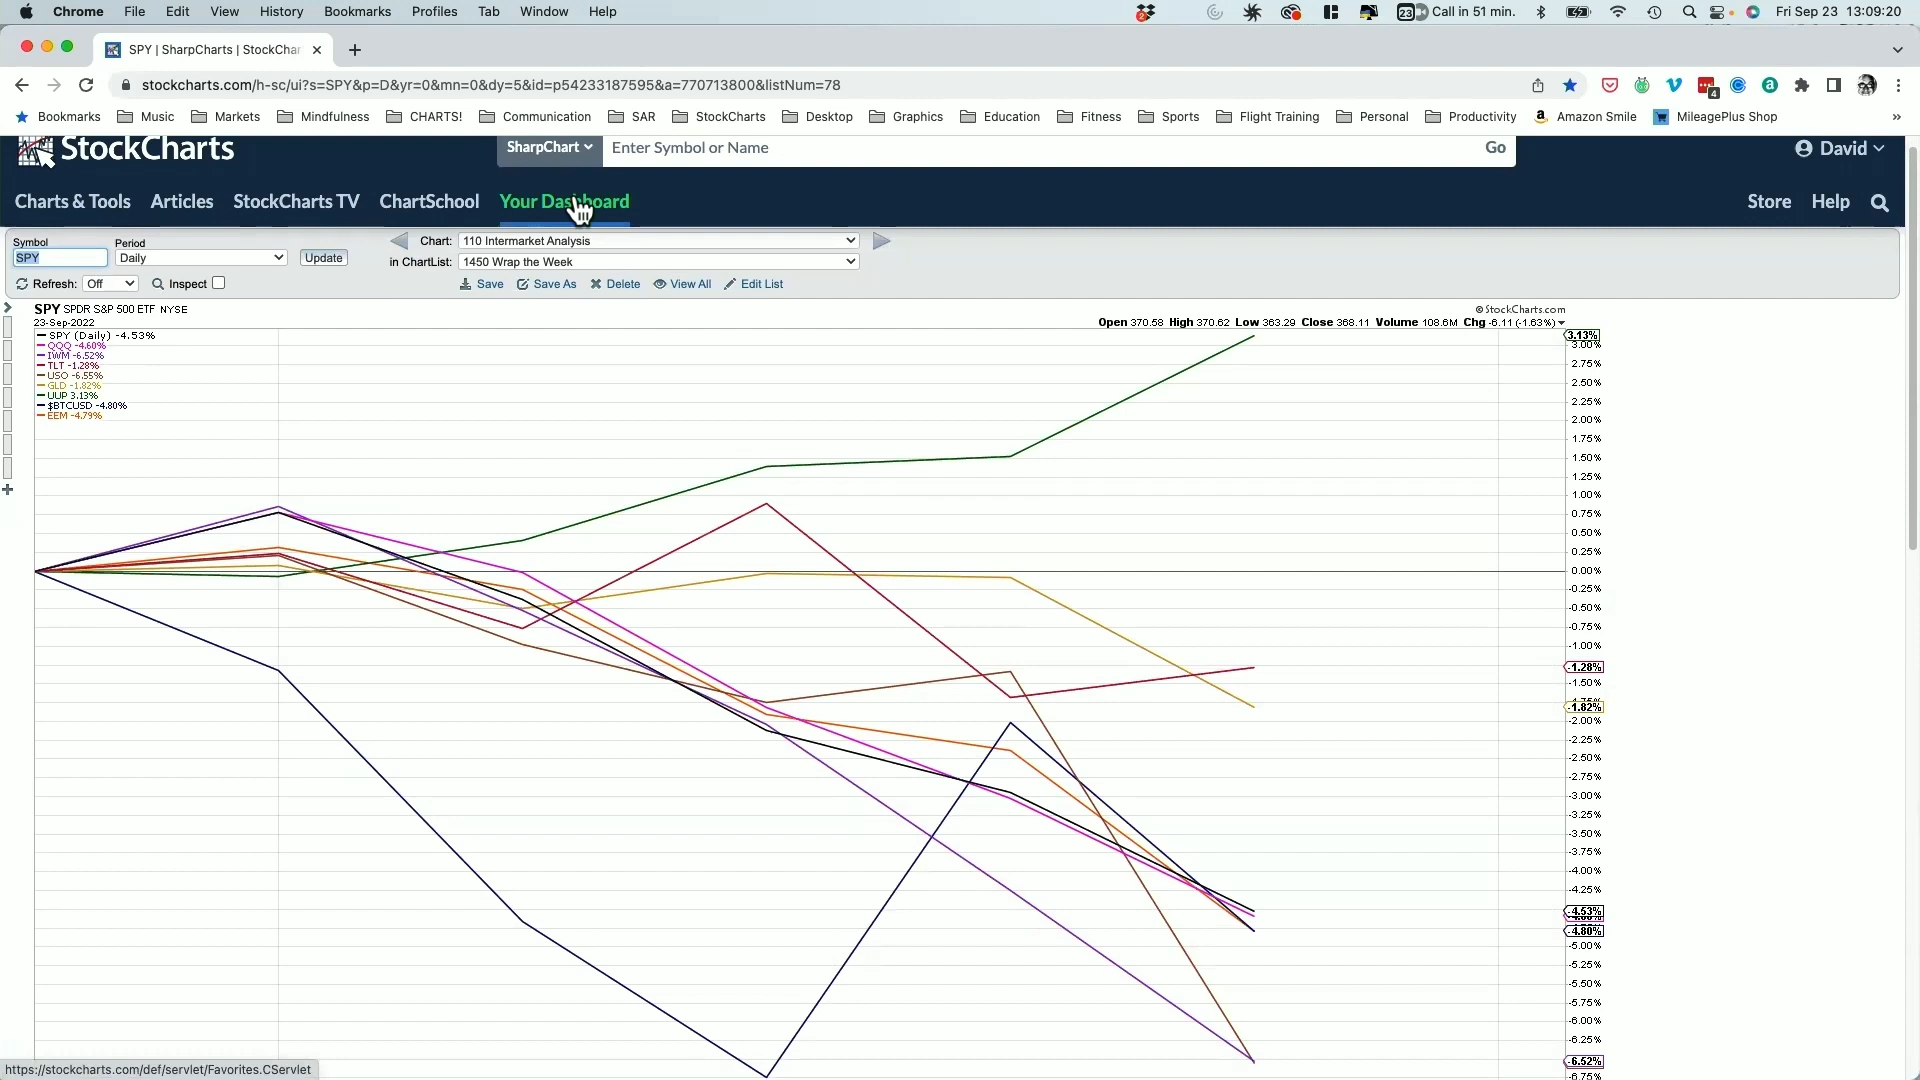 Chrome File Edit View History Bookmarks Profiles Tab Window Help 2 23 Call in 51 min. Fri Sep 23 13:09:20
SPY | SharpCharts | StockChar
stockcharts.com/h-sc/ui?s=SPY&p=D&yr=0&mn=0&dy=5&id=p54233187595&a=770713800&listNum=78 4
Bookmarks Music Markets Mindfulness CHARTS! Communication SAR StockCharts Desktop Graphics Education Fitness Sports Flight Training Personal Productivity Amazon Smile MileagePlus Shop »
StockCharts SharpChart Enter Symbol or Name Go David
Charts & Tools Articles StockCharts TV ChartSchool Your Dashboard Store Help
Symbol Period Chart: 110 Intermarket Analysis
SPY Daily Update in ChartList: 1450 Wrap the Week
Refresh: Off Inspect Save Save As Delete View All Edit List
SPY SPDR S&P 500 ETF NYSE © StockCharts.com
23-Sep-2022 Open 370.58 High 370.62 Low 363.29 Close 368.11 Volume 108.6M Chg -6.11 (-1.63%)
SPY (Daily) -4.53%
QQQ -4.60%
IWM -6.52%
TLT -1.28%
USO -6.55%
GLD -1.82%
UUP 3.13%
$BTCUSD -4.80%
EEM -4.79%
3.13%
3.00%
2.75%
2.50%
2.25%
2.00%
1.75%
1.50%
1.25%
1.00%
0.75%
0.50%
0.25%
0.00%
-0.25%
-0.50%
-0.75%
-1.00%
-1.28%
-1.50%
-1.82%
-2.00%
-2.25%
-2.50%
-2.75%
-3.00%
-3.25%
-3.50%
-3.75%
-4.00%
-4.25%
-4.53%
-4.80%
-5.00%
-5.25%
-5.50%
-5.75%
-6.00%
-6.25%
-6.52%
-6.75%
https://stockcharts.com/def/servlet/Favorites.CServlet